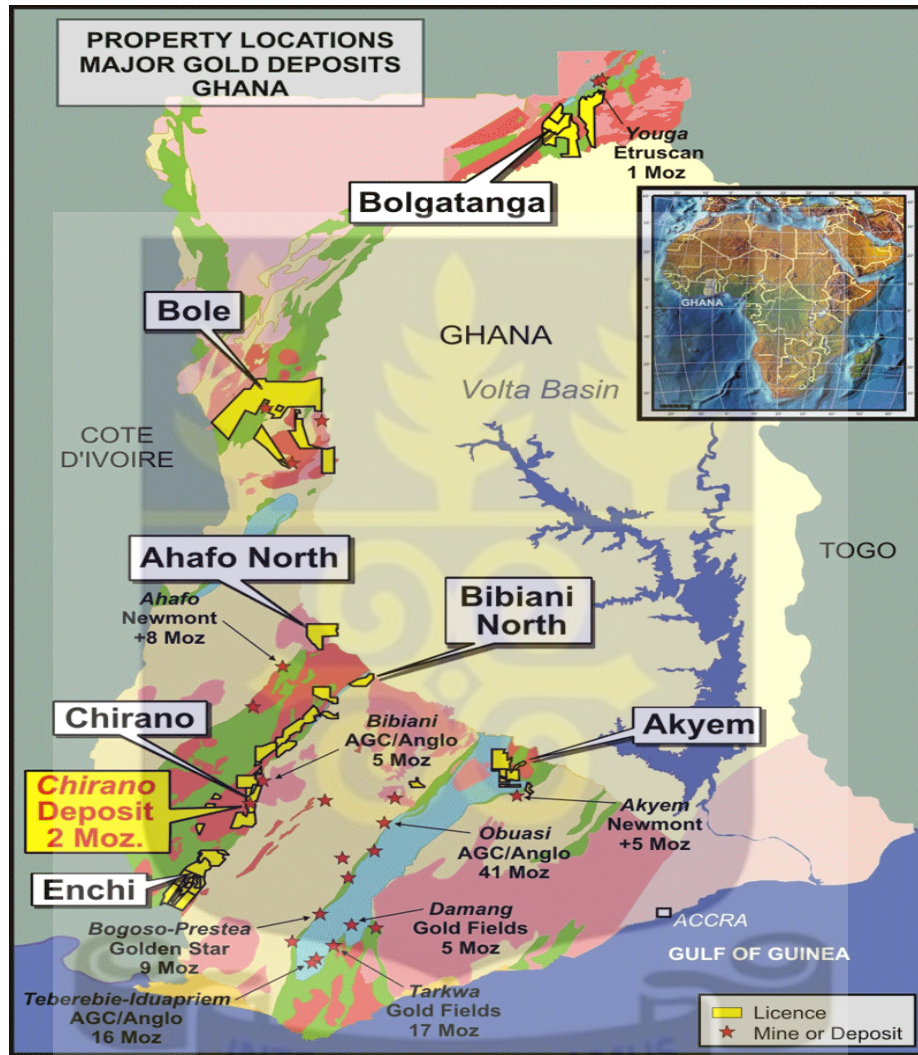 PROPERTY LOCATIONS
MAJOR GOLD DEPOSITS
GHANA
Youga
Etruscan
1 Moz
Bolgatanga
GHANA
Bole
GHANA
Volta Basin
COTE
D'IVOIRE
TOGO
Ahafo North
Ahafo
Newmont
+8 Moz
Bibiani
North
Chirano
Bibiani
AGC/Anglo
5 Moz
Akyem
Chirano
Deposit
2 Moz.
Akyem
Newmont
+5 Moz
Obuasi
AGC/Anglo
41 Moz
Enchi
Bogoso-Prestea
Golden Star
9 Moz
Damang
Gold Fields
5 Moz
ACCRA
GULF OF GUINEA
Teberebie-Iduapriem
AGC/Anglo
16 Moz
Tarkwa
Gold Fields
17 Moz
Licence
Mine or Deposit